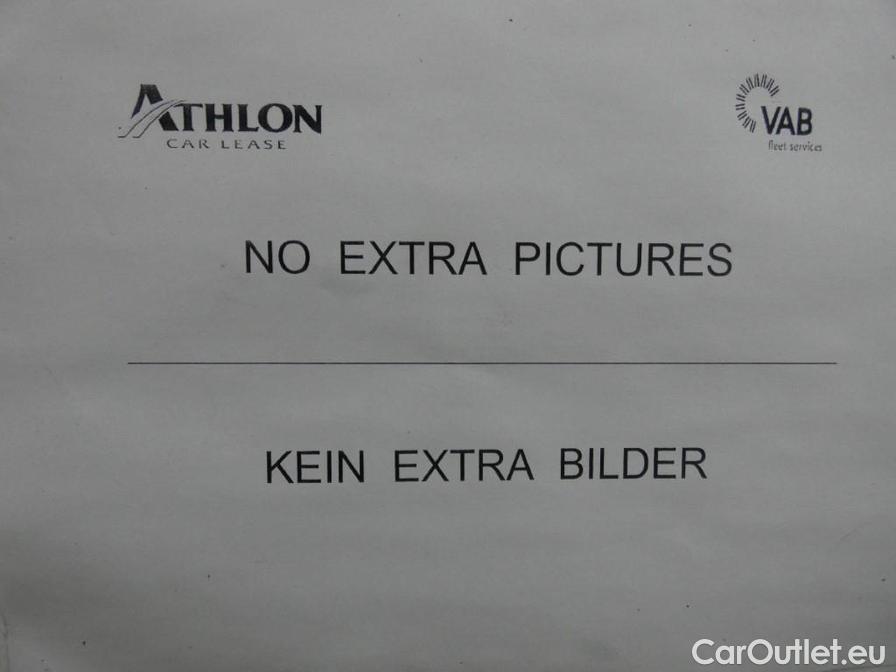 ATHLON
CAR LEASE
VAB
fleet services
NO EXTRA PICTURES
KEIN EXTRA BILDER
CarOutlet.eu